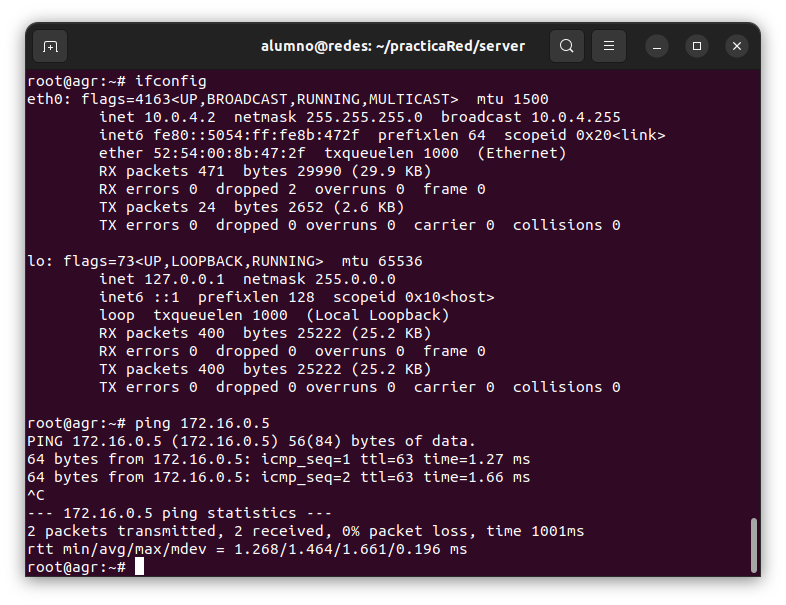 alumno@redes: ~/practicaRed/server
root@agr:~# ifconfig
eth0: flags=4163<UP,BROADCAST,RUNNING,MULTICAST>  mtu 1500
        inet 10.0.4.2  netmask 255.255.255.0  broadcast 10.0.4.255
        inet6 fe80::5054:ff:fe8b:472f  prefixlen 64  scopeid 0x20<link>
        ether 52:54:00:8b:47:2f  txqueuelen 1000  (Ethernet)
        RX packets 471  bytes 29990 (29.9 KB)
        RX errors 0  dropped 2  overruns 0  frame 0
        TX packets 24  bytes 2652 (2.6 KB)
        TX errors 0  dropped 0 overruns 0  carrier 0  collisions 0

lo: flags=73<UP,LOOPBACK,RUNNING>  mtu 65536
        inet 127.0.0.1  netmask 255.0.0.0
        inet6 ::1  prefixlen 128  scopeid 0x10<host>
        loop  txqueuelen 1000  (Local Loopback)
        RX packets 400  bytes 25222 (25.2 KB)
        RX errors 0  dropped 0  overruns 0  frame 0
        TX packets 400  bytes 25222 (25.2 KB)
        TX errors 0  dropped 0 overruns 0  carrier 0  collisions 0

root@agr:~# ping 172.16.0.5
PING 172.16.0.5 (172.16.0.5) 56(84) bytes of data.
64 bytes from 172.16.0.5: icmp_seq=1 ttl=63 time=1.27 ms
64 bytes from 172.16.0.5: icmp_seq=2 ttl=63 time=1.66 ms
^C
--- 172.16.0.5 ping statistics ---
2 packets transmitted, 2 received, 0% packet loss, time 1001ms
rtt min/avg/max/mdev = 1.268/1.464/1.661/0.196 ms
root@agr:~#